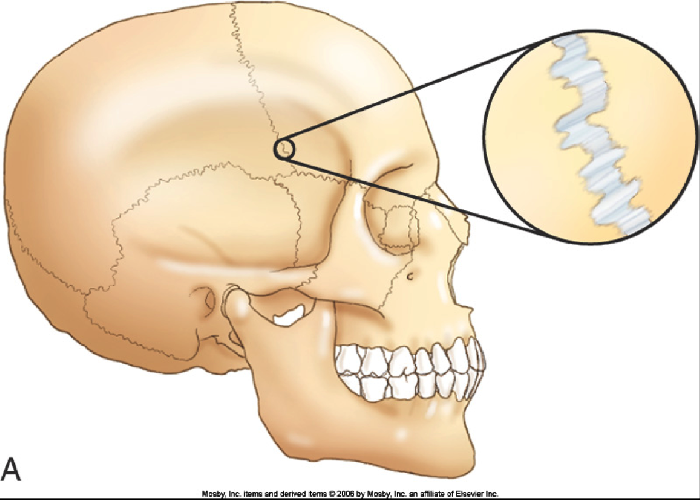 A
Mosby, Inc. items and derived items © 2006 by Mosby, Inc. an affiliate of Elsevier Inc.